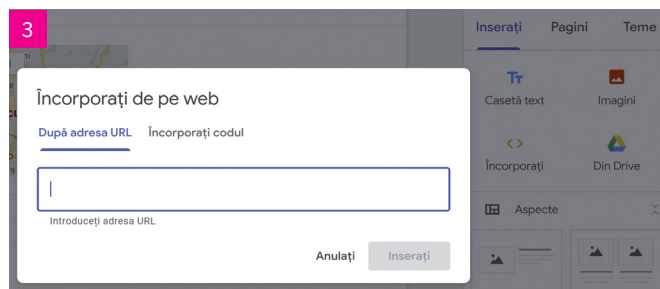 3
Inserați Pagini Teme
Încorporați de pe web
După adresa URL Încorporați codul
Introduceți adresa URL
Anulați Inserați
Casetă text Imagini
Încorporați Din Drive
Aspecte